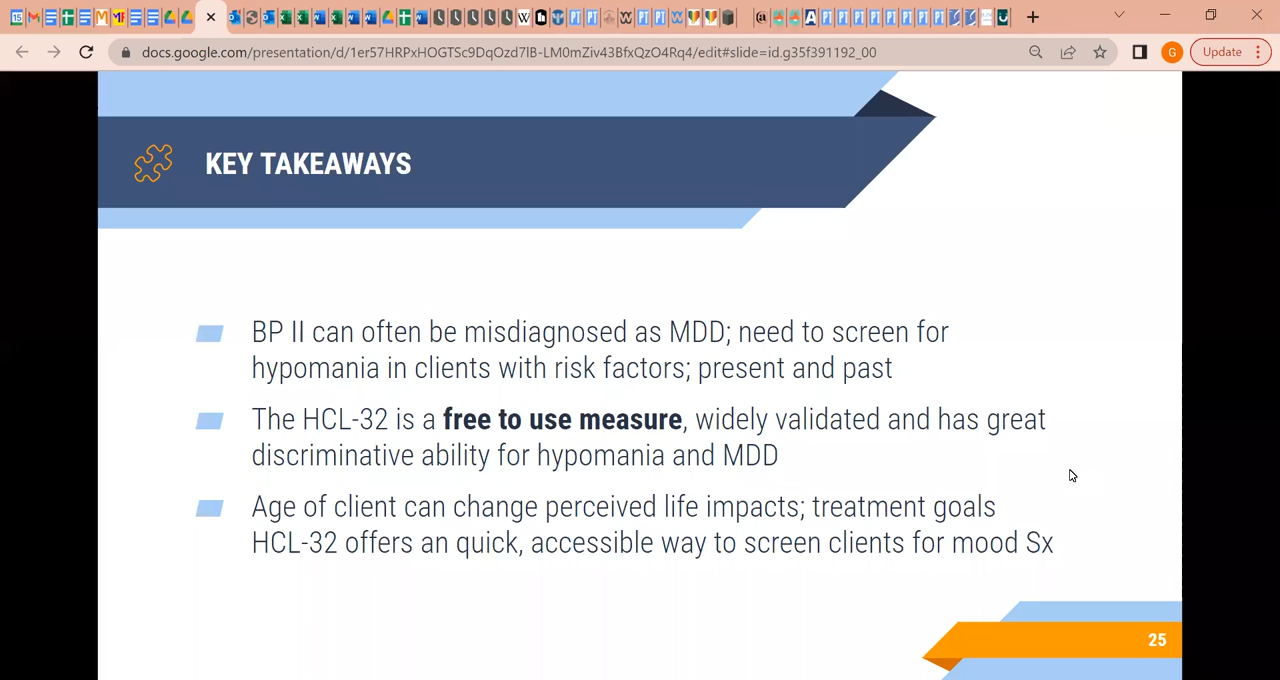 docs.google.com/presentation/d/1er57HRPxHOGTSc9DqOzd7lB-LM0mZiv43BfxQzO4Rq4/edit#slide=id.g35f391192_00
G
Update
KEY TAKEAWAYS
BP II can often be misdiagnosed as MDD; need to screen for
hypomania in clients with risk factors; present and past
The HCL-32 is a free to use measure, widely validated and has great
discriminative ability for hypomania and MDD
Age of client can change perceived life impacts; treatment goals
HCL-32 offers an quick, accessible way to screen clients for mood Sx
25